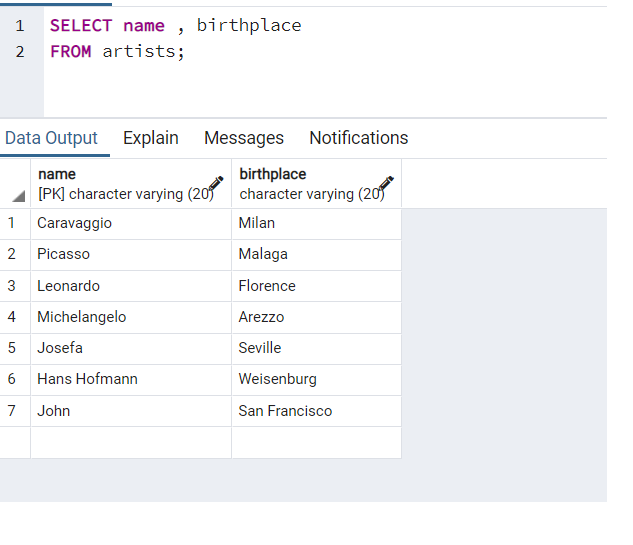 1 SELECT name , birthplace
2 FROM artists;
Data Output Explain Messages Notifications
name birthplace
[PK] character varying (20) character varying (20)
1 Caravaggio Milan
2 Picasso Malaga
3 Leonardo Florence
4 Michelangelo Arezzo
5 Josefa Seville
6 Hans Hofmann Weisenburg
7 John San Francisco